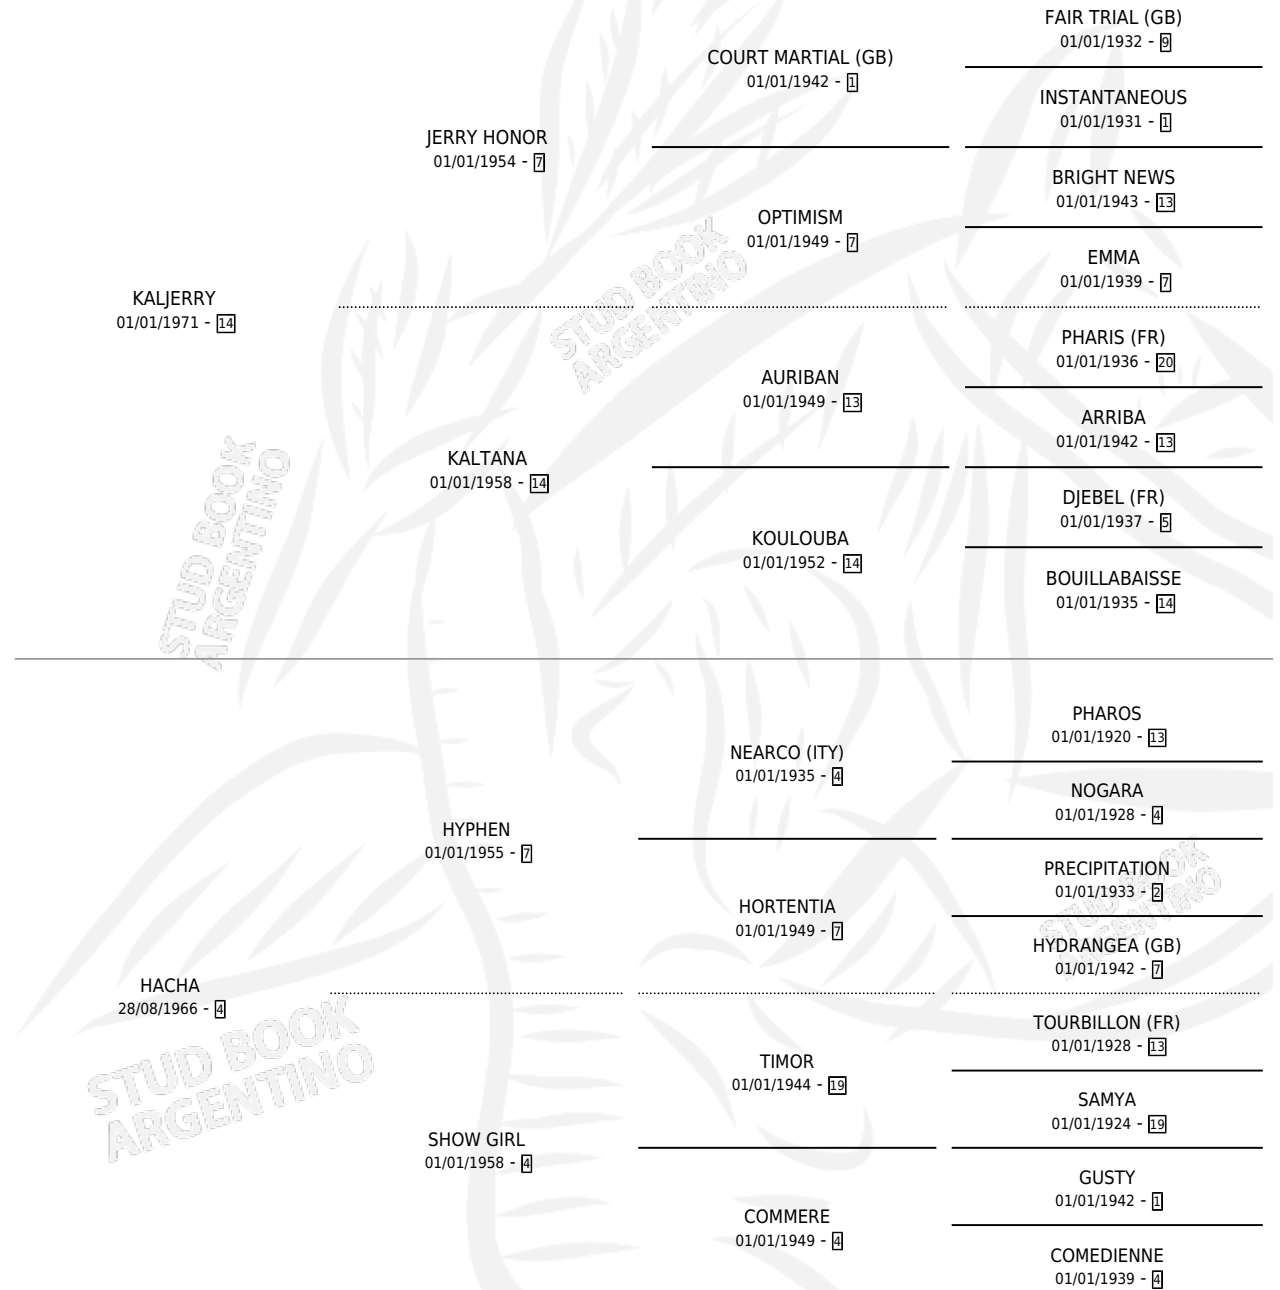 FAIR TRIAL (GB)
01/01/1932 - 9
COURT MARTIAL (GB)
01/01/1942 - 1
INSTANTANEOUS
01/01/1931 - 1
JERRY HONOR
01/01/1954 - 7
BRIGHT NEWS
01/01/1943 - 13
OPTIMISM
01/01/1949 - 7
EMMA
01/01/1939 - 7
KALJERRY
01/01/1971 - 14
PHARIS (FR)
01/01/1936 - 20
AURIBAN
01/01/1949 - 13
ARRIBA
01/01/1942 - 13
KALTANA
01/01/1958 - 14
DJEBEL (FR)
01/01/1937 - 5
KOULOUBA
01/01/1952 - 14
BOUILLABAISSE
01/01/1935 - 14
PHAROS
01/01/1920 - 13
NEARCO (ITY)
01/01/1935 - 4
NOGARA
01/01/1928 - 4
HYPHEN
01/01/1955 - 7
PRECIPITATION
01/01/1933 - 2
HORTENTIA
01/01/1949 - 7
HYDRANGEA (GB)
01/01/1942 - 7
HACHA
28/08/1966 - 4
TOURBILLON (FR)
01/01/1928 - 13
TIMOR
01/01/1944 - 19
SAMYA
01/01/1924 - 19
SHOW GIRL
01/01/1958 - 4
GUSTY
01/01/1942 - 1
COMMERE
01/01/1949 - 4
COMEDIENNE
01/01/1939 - 4
STUD BOOK
ARGENTINO
STUD BOOK
ARGENTINO
STUD BOOK
ARGENTINO
STUD BOOK
ARGENTINO